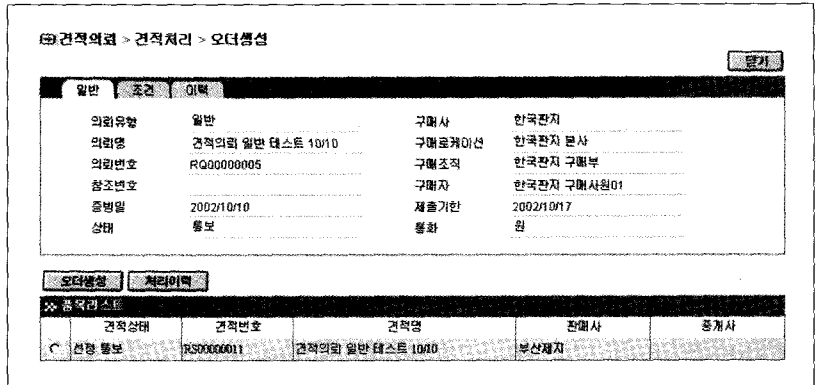 견적의뢰 > 견적처리 > 오더생성
닫기
일반 조건 이력
의뢰유형 일반 구매사 한국판지
의뢰명 견적의뢰 일반 테스트 10/10 구매로케이션 한국판지 본사
의뢰번호 RQ00000005 구매조직 한국판지 구매부
참조번호 구매자 한국판지 구매사원01
증빙일 2002/10/10 제출기한 2002/10/17
상태 통보 통화 원
오더생성 처리이력
품목리스트
견적상태 견적번호 견적명 판매사 중개사
선정 통보 RS00000011 견적의뢰 일반 테스트 10/10 부산제지